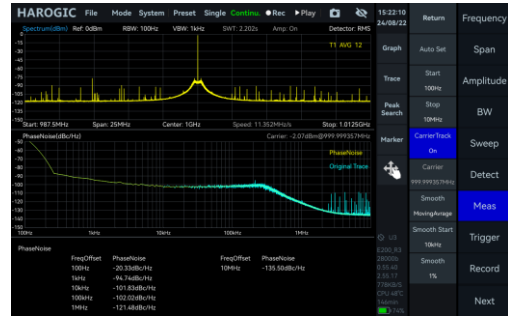 HAROGIC File Mode System Preset Single Continu. Rec Play
15:22:10
24/08/22
Spectrum(dBm) Ref: 0dBm RBW: 100Hz VBW: 1kHz SWT: 2.202s Amp: On Detector: RMS
T1 AVG 12
Start: 987.5MHz Span: 25MHz Center: 1GHz Speed: 11.352MHz/s Stop: 1.0125GHz
PhaseNoise(dBc/Hz) Carrier: -2.07dBm@999.999357MHz
PhaseNoise
Original Trace
100Hz 1kHz 10kHz 100kHz 1MHz
PhaseNoise
FreqOffset PhaseNoise FreqOffset PhaseNoise
100Hz -20.33dBc/Hz 10MHz -135.50dBc/Hz
1kHz -94.74dBc/Hz
10kHz -101.83dBc/Hz
100kHz -102.02dBc/Hz
1MHz -121.48dBc/Hz
Graph
Trace
Peak
Search
Marker
E200_R3
74%
Return
Auto Set
Start
100Hz
Stop
10MHz
CarrierTrack
On
Carrier
999.999357MHz
Smooth
MovingAvrage
Smooth Start
10kHz
Smooth
1%
Frequency
Span
Amplitude
BW
Sweep
Detect
Meas
Trigger
Record
Next